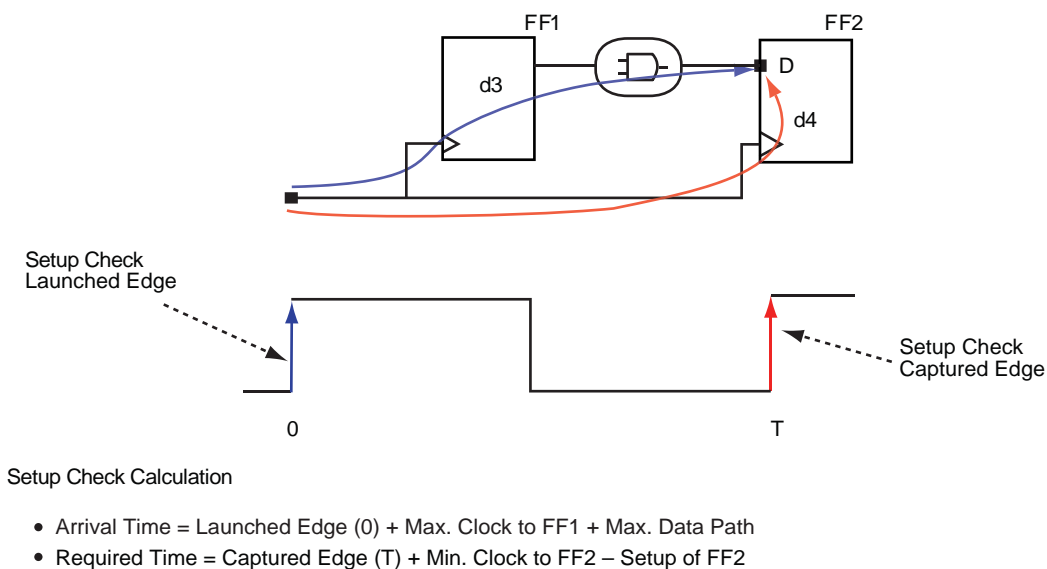 FF1
FF2
d3
D
d4
Setup Check
Launched Edge
Setup Check
Captured Edge
0
T
Setup Check Calculation
• Arrival Time = Launched Edge (0) + Max. Clock to FF1 + Max. Data Path
• Required Time = Captured Edge (T) + Min. Clock to FF2 – Setup of FF2